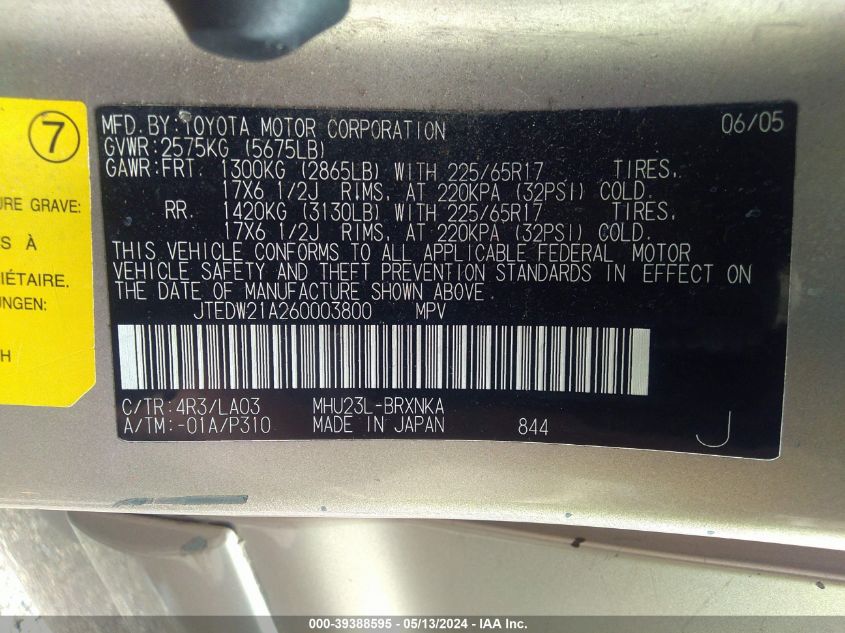 7
URE GRAVE:
S À
IÉTAIRE.
UNGEN:
H
MFD.BY:TOYOTA MOTOR CORPORATION 06/05
GVWR:2575KG (5675LB)
GAWR:FRT. 1300KG (2865LB) WITH 225/65R17 TIRES,
17X6 1/2J RIMS, AT 220KPA (32PSI) COLD.
RR. 1420KG (3130LB) WITH 225/65R17 TIRES,
17X6 1/2J RIMS, AT 220KPA (32PSI) COLD.
THIS VEHICLE CONFORMS TO ALL APPLICABLE FEDERAL MOTOR
VEHICLE SAFETY AND THEFT PREVENTION STANDARDS IN EFFECT ON
THE DATE OF MANUFACTURE SHOWN ABOVE.
JTEDW21A260003800 MPV
C/TR:4R3/LA03 MHU23L-BRXNKA
A/TM:-01A/P310 MADE IN JAPAN 844 J
000-39388595 - 05/13/2024 - IAA Inc.